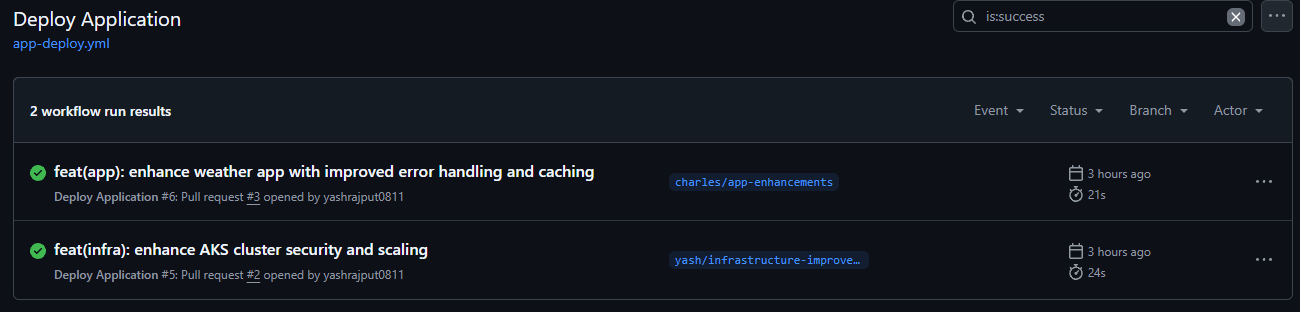 Deploy Application
is:success
app-deploy.yml
2 workflow run results
Event Status Branch Actor
feat(app): enhance weather app with improved error handling and caching
Deploy Application #6: Pull request #3 opened by yashrajput0811
charles/app-enhancements
3 hours ago
21s
feat(infra): enhance AKS cluster security and scaling
Deploy Application #5: Pull request #2 opened by yashrajput0811
yash/infrastructure-improve…
3 hours ago
24s